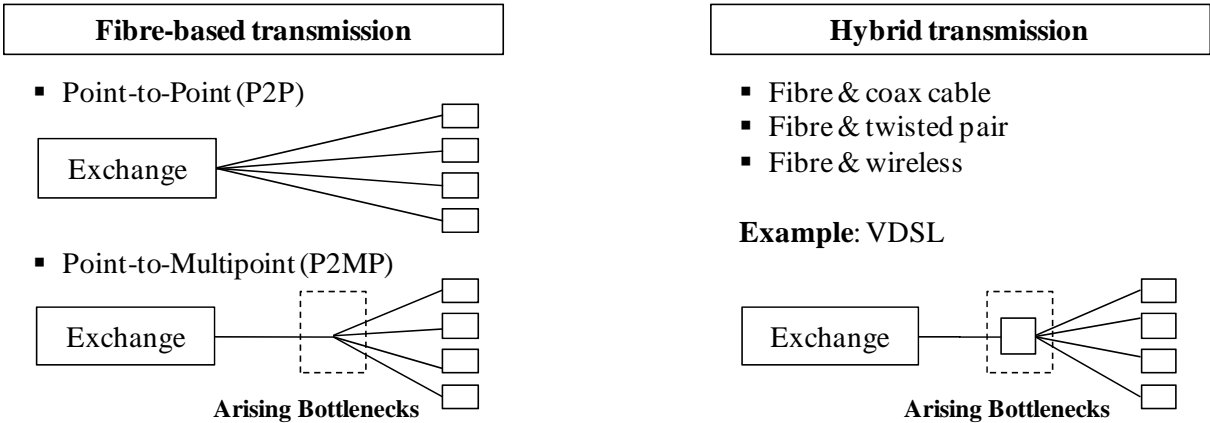 Fibre-based transmission
▪ Point-to-Point (P2P)
Exchange
▪ Point-to-Multipoint (P2MP)
Exchange
Arising Bottlenecks
Hybrid transmission
▪ Fibre & coax cable
▪ Fibre & twisted pair
▪ Fibre & wireless
Example: VDSL
Exchange
Arising Bottlenecks